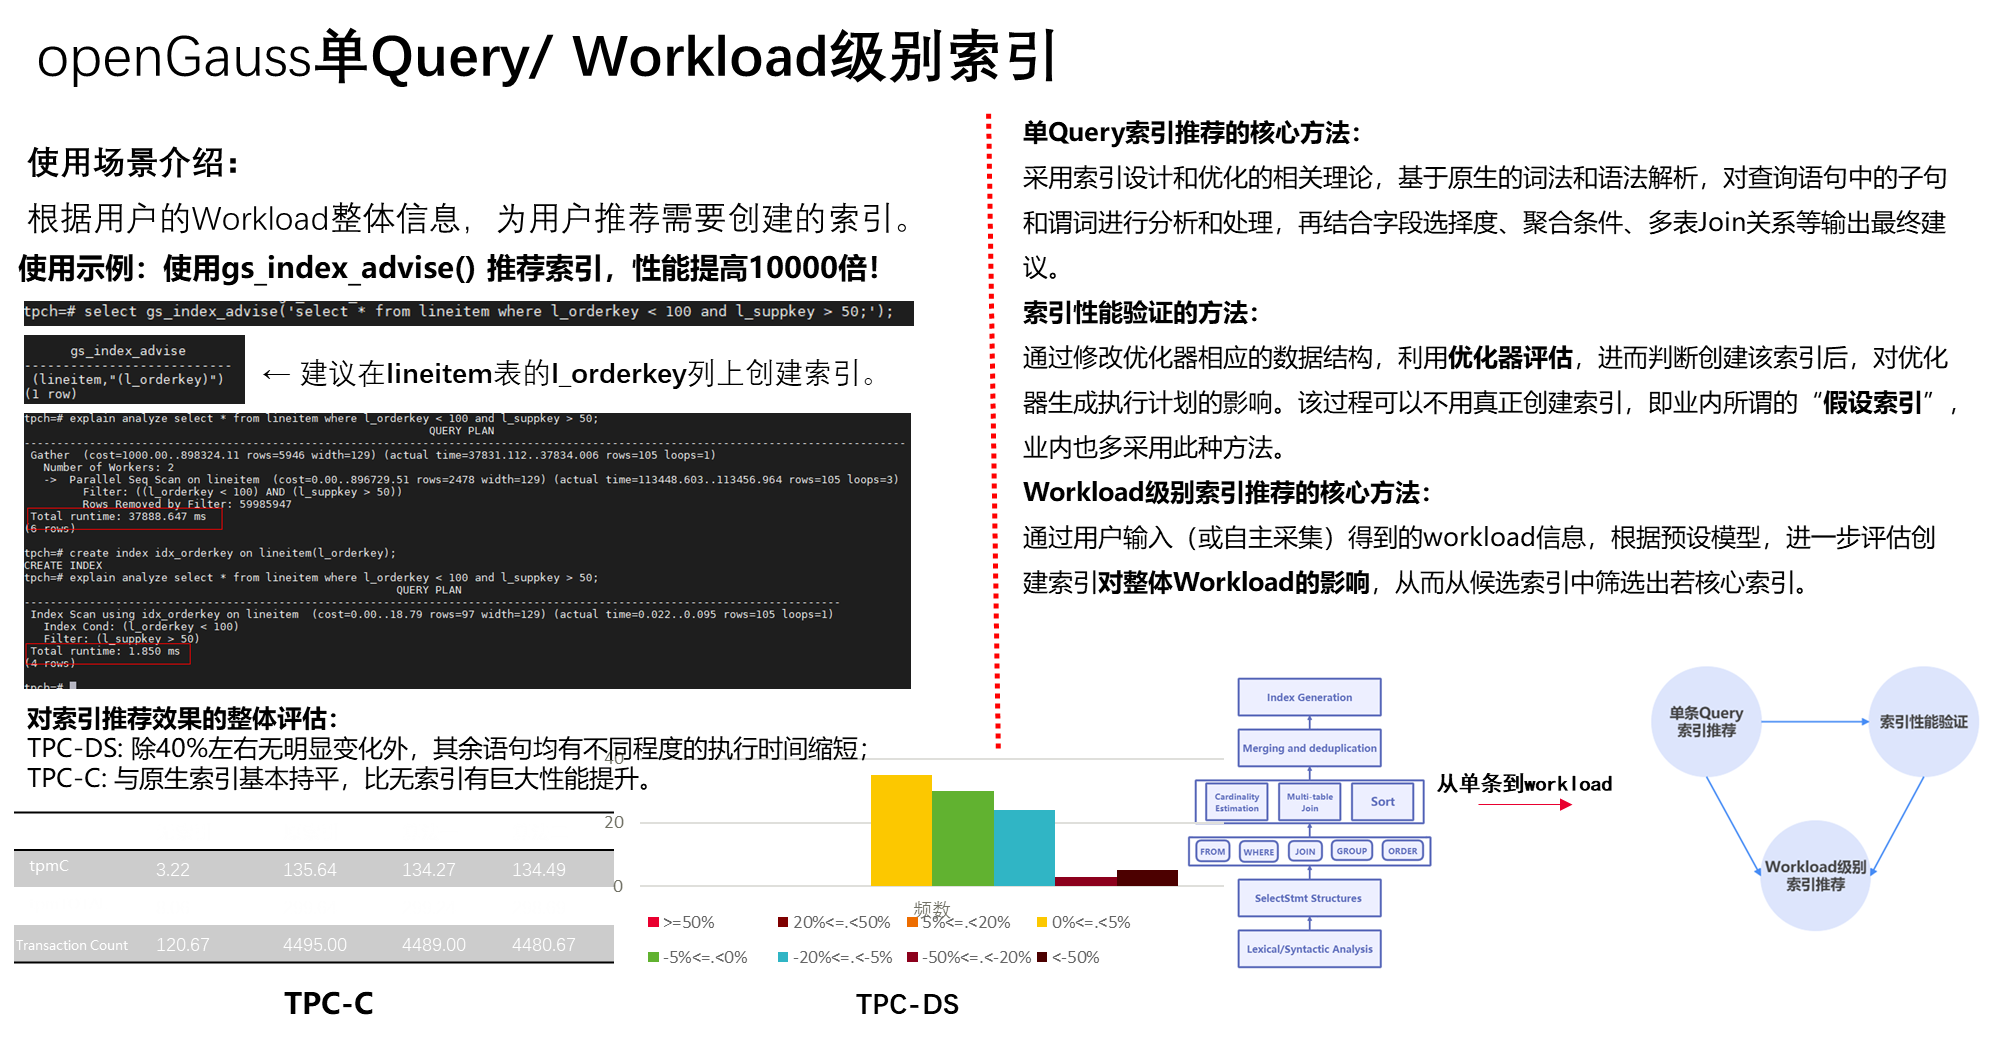 openGauss单Query/ Workload级别索引
使用场景介绍：
根据用户的Workload整体信息，为用户推荐需要创建的索引。
使用示例：使用gs_index_advise() 推荐索引，性能提高10000倍！
tpch=# select gs_index_advise('select * from lineitem where l_orderkey < 100 and l_suppkey > 50;');
gs_index_advise
---------------------------
(lineitem,"(l_orderkey)")
(1 row)
← 建议在lineitem表的l_orderkey列上创建索引。
tpch=# explain analyze select * from lineitem where l_orderkey < 100 and l_suppkey > 50;
QUERY PLAN
Gather  (cost=1000.00..898324.11 rows=5946 width=129) (actual time=37831.112..37834.006 rows=105 loops=1)
Number of Workers: 2
->  Parallel Seq Scan on lineitem  (cost=0.00..896729.51 rows=2478 width=129) (actual time=113448.603..113456.964 rows=105 loops=3)
Filter: ((l_orderkey < 100) AND (l_suppkey > 50))
Rows Removed by Filter: 59985947
Total runtime: 37888.647 ms
(6 rows)
tpch=# create index idx_orderkey on lineitem(l_orderkey);
CREATE INDEX
tpch=# explain analyze select * from lineitem where l_orderkey < 100 and l_suppkey > 50;
QUERY PLAN
Index Scan using idx_orderkey on lineitem  (cost=0.00..18.79 rows=97 width=129) (actual time=0.022..0.095 rows=105 loops=1)
Index Cond: (l_orderkey < 100)
Filter: (l_suppkey > 50)
Total runtime: 1.850 ms
(4 rows)
tpch=#
对索引推荐效果的整体评估：
TPC-DS: 除40%左右无明显变化外，其余语句均有不同程度的执行时间缩短；
TPC-C: 与原生索引基本持平，比无索引有巨大性能提升。
tpmC 3.22 135.64 134.27 134.49
Transaction Count 120.67 4495.00 4489.00 4480.67
TPC-C
40
20
0
频数
>=50% 20%<=.<50% 5%<=.<20% 0%<=.<5%
-5%<=.<0% -20%<=.<-5% -50%<=.<-20% <-50%
TPC-DS
单Query索引推荐的核心方法：
采用索引设计和优化的相关理论，基于原生的词法和语法解析，对查询语句中的子句
和谓词进行分析和处理，再结合字段选择度、聚合条件、多表Join关系等输出最终建
议。
索引性能验证的方法：
通过修改优化器相应的数据结构，利用优化器评估，进而判断创建该索引后，对优化
器生成执行计划的影响。该过程可以不用真正创建索引，即业内所谓的“假设索引”，
业内也多采用此种方法。
Workload级别索引推荐的核心方法：
通过用户输入（或自主采集）得到的workload信息，根据预设模型，进一步评估创
建索引对整体Workload的影响，从而从候选索引中筛选出若核心索引。
Index Generation
Merging and deduplication
Cardinality
Estimation
Multi-table
Join
Sort
FROM WHERE JOIN GROUP ORDER
SelectStmt Structures
Lexical/Syntactic Analysis
从单条到workload
单条Query
索引推荐
索引性能验证
Workload级别
索引推荐